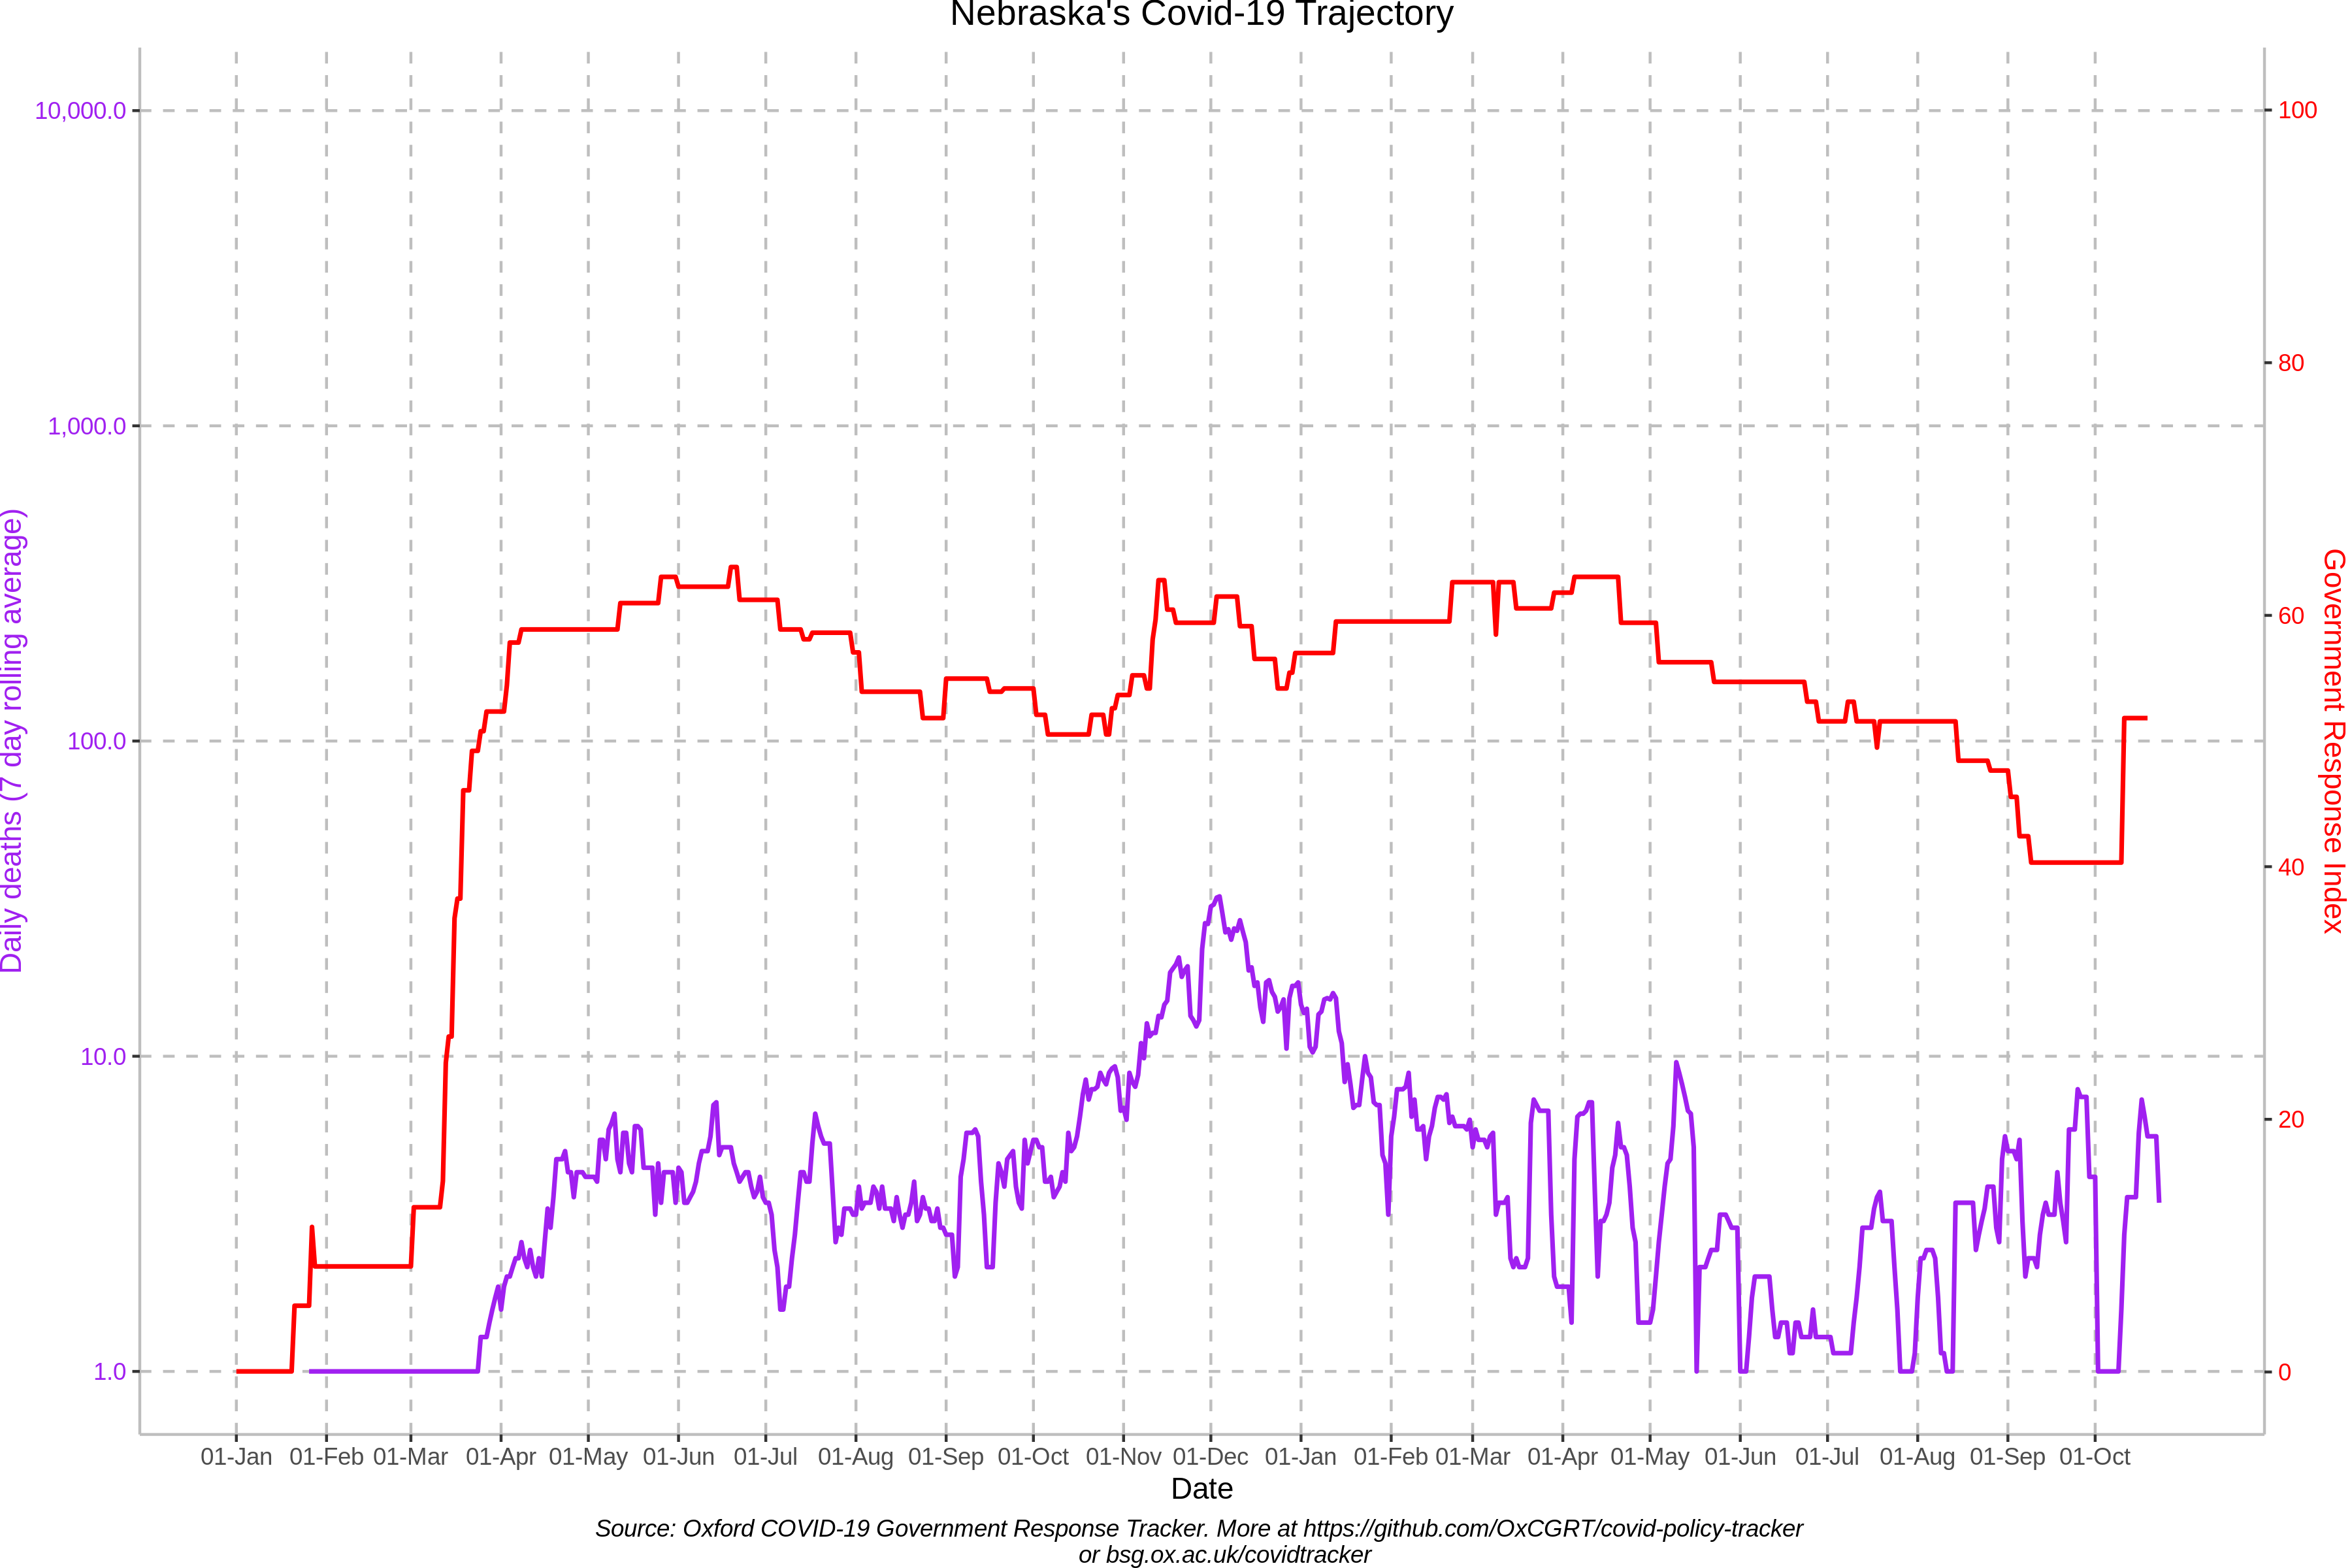 Nebraska's Covid-19 Trajectory
10,000.0
1,000.0
100.0
10.0
1.0
Daily deaths (7 day rolling average)
100
80
60
40
20
0
Government Response Index
01-Jan 01-Feb 01-Mar 01-Apr 01-May 01-Jun 01-Jul 01-Aug 01-Sep 01-Oct 01-Nov 01-Dec 01-Jan 01-Feb 01-Mar 01-Apr 01-May 01-Jun 01-Jul 01-Aug 01-Sep 01-Oct
Date
Source: Oxford COVID-19 Government Response Tracker. More at https://github.com/OxCGRT/covid-policy-tracker
or bsg.ox.ac.uk/covidtracker